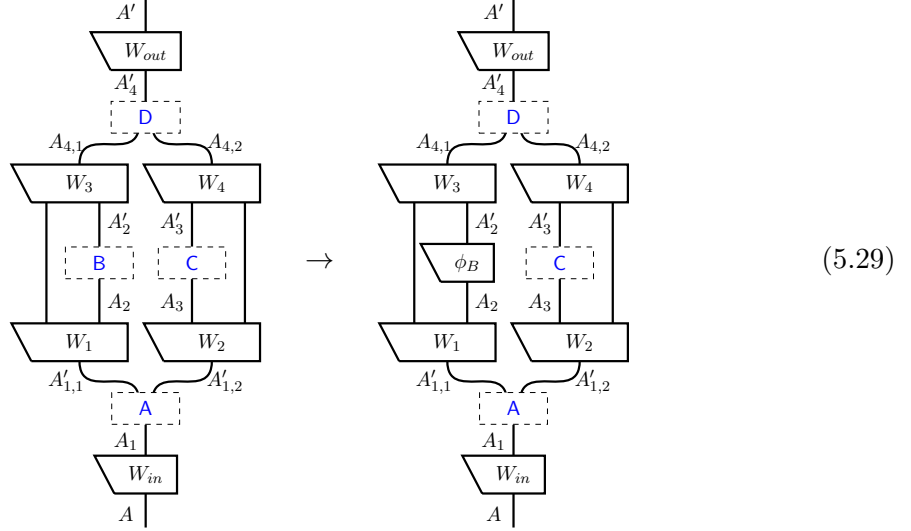 A′ A′
W_out W_out
A′_4 A′_4
D D
A_{4,1} A_{4,2} A_{4,1} A_{4,2}
W_3 W_4 W_3 W_4
A′_2 A′_3 A′_2 A′_3
B C → ϕ_B C (5.29)
A_2 A_3 A_2 A_3
W_1 W_2 W_1 W_2
A′_{1,1} A′_{1,2} A′_{1,1} A′_{1,2}
A A
A_1 A_1
W_in W_in
A A